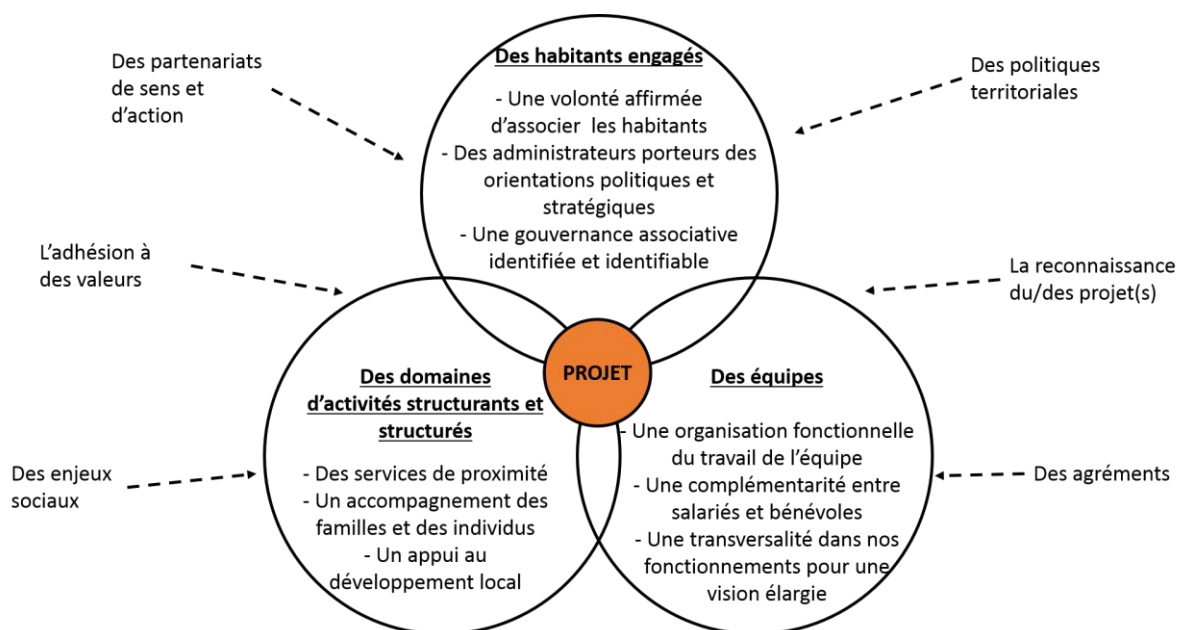 Des partenariats
de sens et
d'action
Des habitants engagés
- Une volonté affirmée
d'associer les habitants
- Des administrateurs porteurs des
orientations politiques et
stratégiques
- Une gouvernance associative
identifiée et identifiable
Des politiques
territoriales
L'adhésion à
des valeurs
La reconnaissance
du/des projet(s)
PROJET
Des domaines
d'activités structurants et
structurés
- Des services de proximité
- Un accompagnement des
familles et des individus
- Un appui au
développement local
Des équipes
- Une organisation fonctionnelle
du travail de l'équipe
- Une complémentarité entre
salariés et bénévoles
- Une transversalité dans nos
fonctionnements pour une
vision élargie
Des enjeux
sociaux
Des agréments